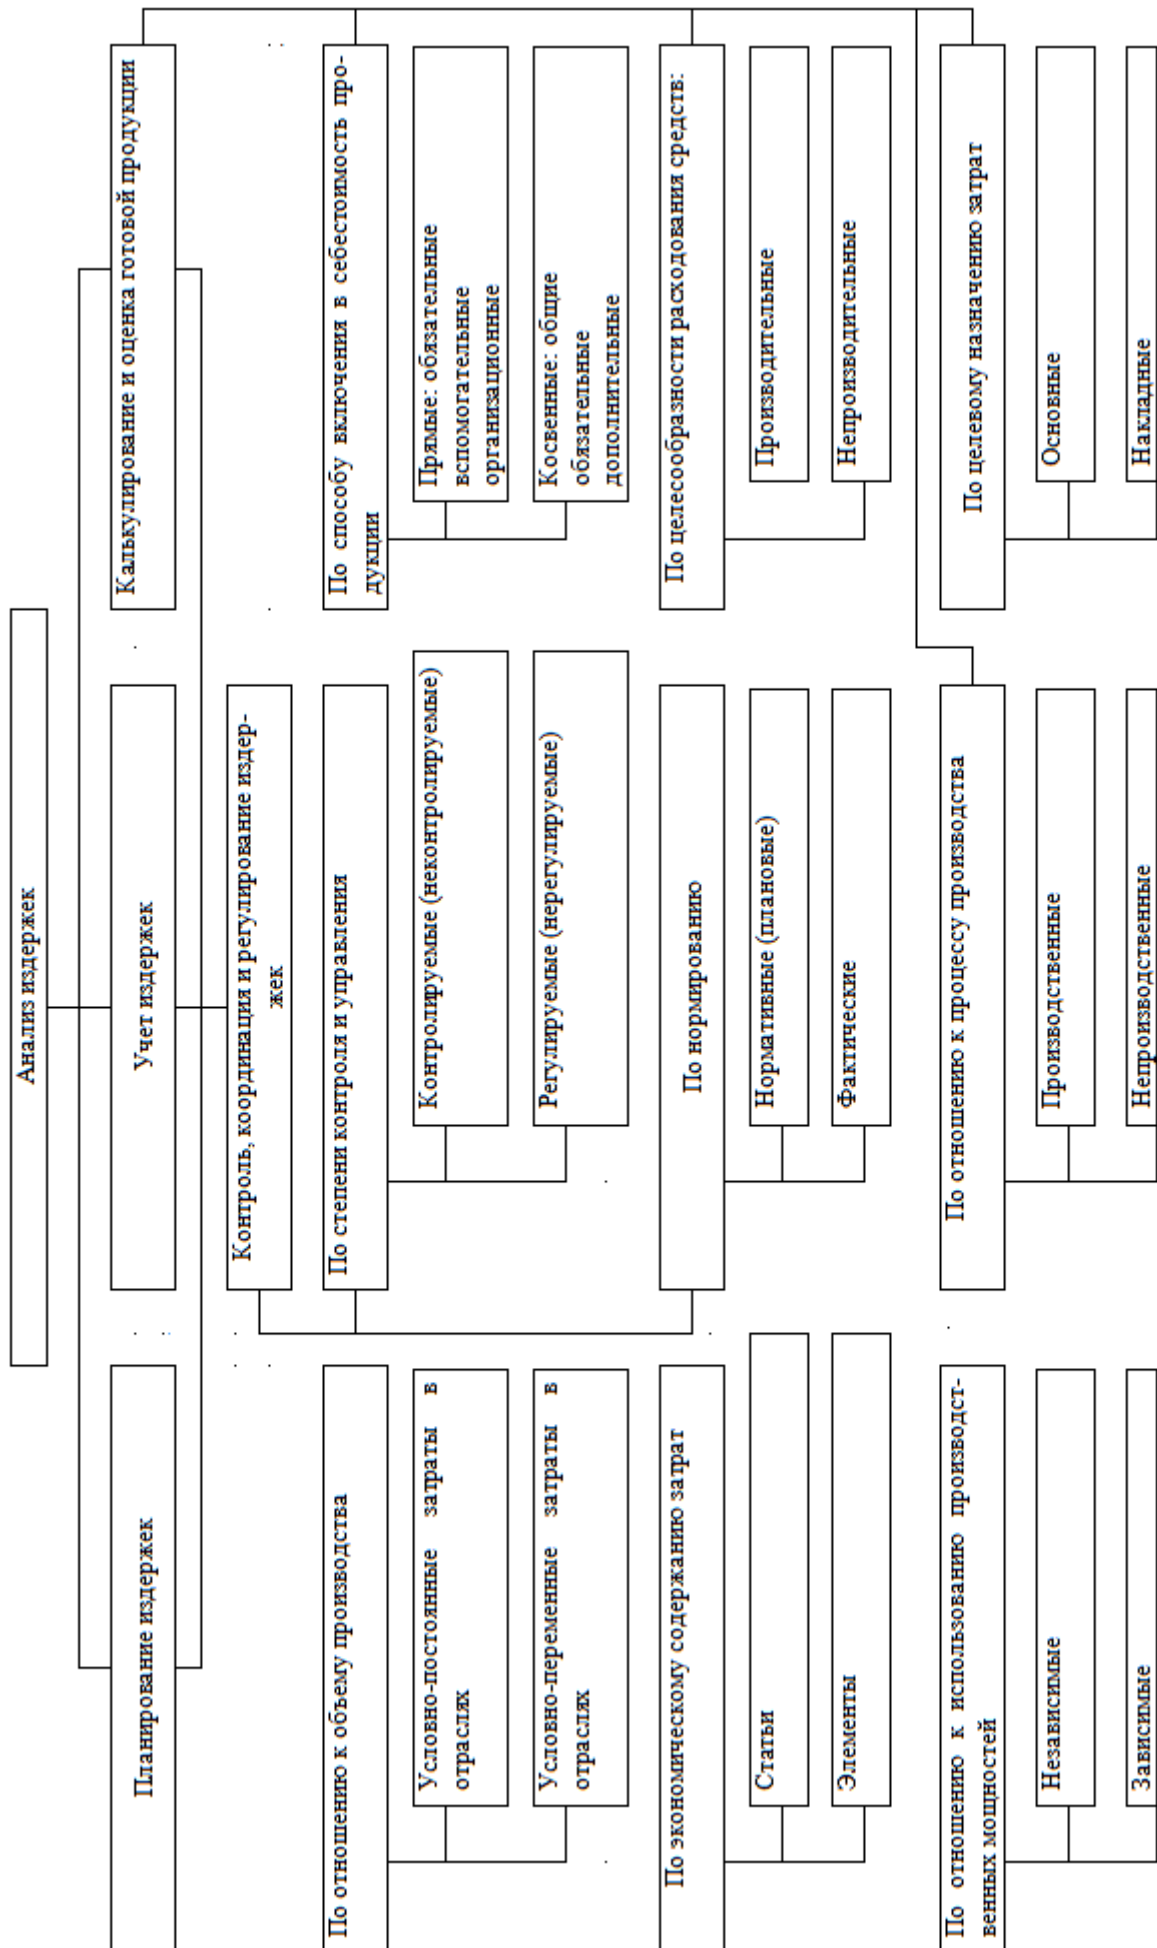 Анализ издержек
Планирование издержек
Учет издержек
Калькулирование и оценка готовой продукции
Контроль, координация и регулирование издер-
жек
По отношению к объему производства
Условно-постоянные затраты в
отраслях
Условно-переменные затраты в
отраслях
По степени контроля и управления
Контролируемые (неконтролируемые)
Регулируемые (нерегулируемые)
По способу включения в себестоимость про-
дукции
Прямые: обязательные
вспомогательные
организационные
Косвенные: общие
обязательные
дополнительные
По экономическому содержанию затрат
Статьи
Элементы
По нормированию
Нормативные (плановые)
Фактические
По целесообразности расходования средств:
Производительные
Непроизводительные
По отношению к использованию производст-
венных мощностей
Независимые
Зависимые
По отношению к процессу производства
Производственные
Непроизводственные
По целевому назначению затрат
Основные
Накладные